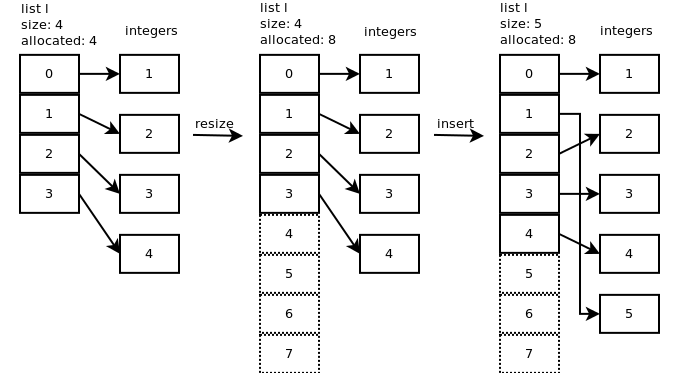 list l
size: 4
allocated: 4
integers
0
1
2
3
1
2
3
4
resize
list l
size: 4
allocated: 8
integers
0
1
2
3
4
5
6
7
1
2
3
4
insert
list l
size: 5
allocated: 8
integers
0
1
2
3
4
5
6
7
1
2
3
4
5